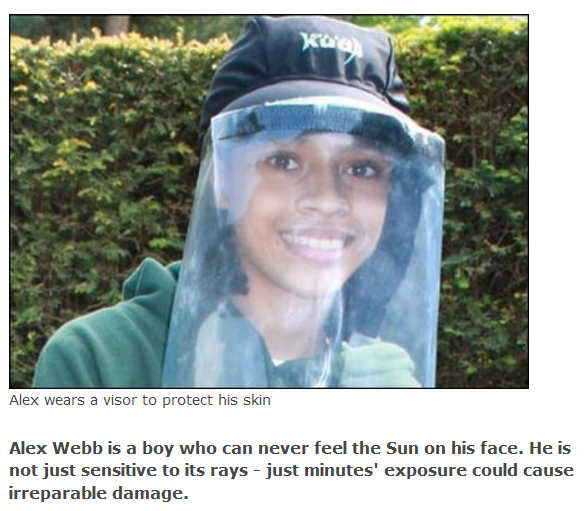 Alex wears a visor to protect his skin
Alex Webb is a boy who can never feel the Sun on his face. He is
not just sensitive to its rays - just minutes' exposure could cause
irreparable damage.